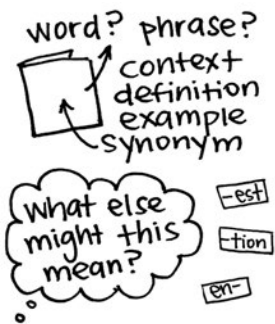 word? phrase?
context
definition
example
synonym
what else
might this
mean?
-est
-tion
en-